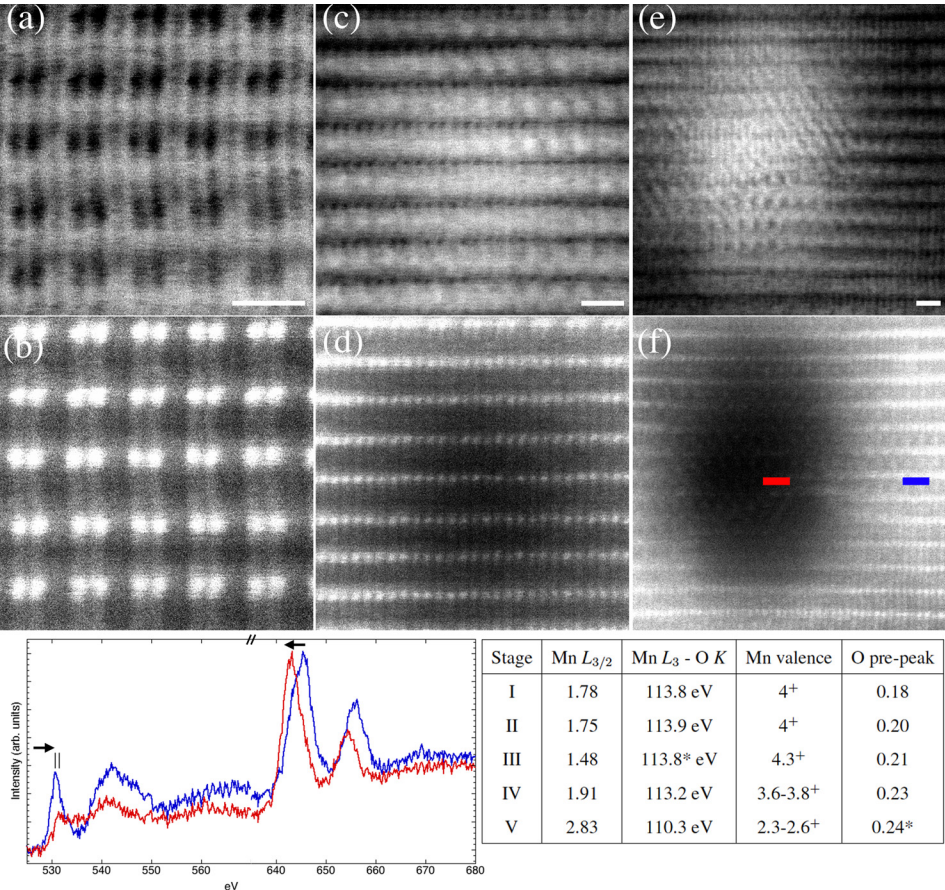 (a) (c) (e)
(b) (d) (f)
Intensity (arb. units)
//
530 540 550 560 640 650 660 670 680
eV
Stage Mn L3/2 Mn L3 - O K Mn valence O pre-peak
I 1.78 113.8 eV 4+ 0.18
II 1.75 113.9 eV 4+ 0.20
III 1.48 113.8* eV 4.3+ 0.21
IV 1.91 113.2 eV 3.6-3.8+ 0.23
V 2.83 110.3 eV 2.3-2.6+ 0.24*